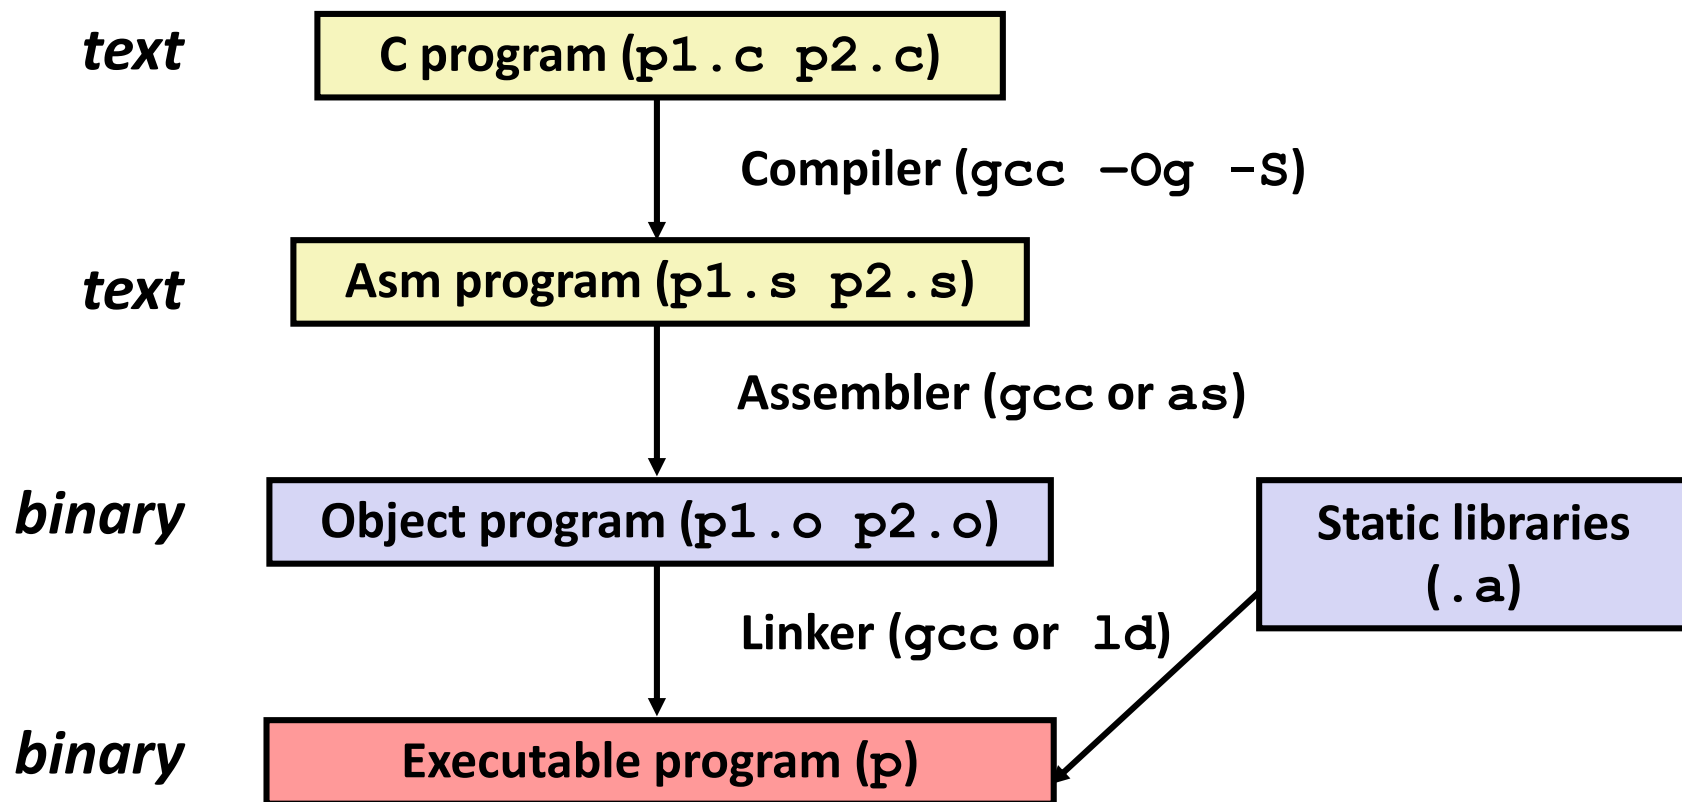 text
C program (p1.c p2.c)
Compiler (gcc –Og -S)
text
Asm program (p1.s p2.s)
Assembler (gcc or as)
binary
Object program (p1.o p2.o)
Static libraries
(.a)
Linker (gcc or ld)
binary
Executable program (p)